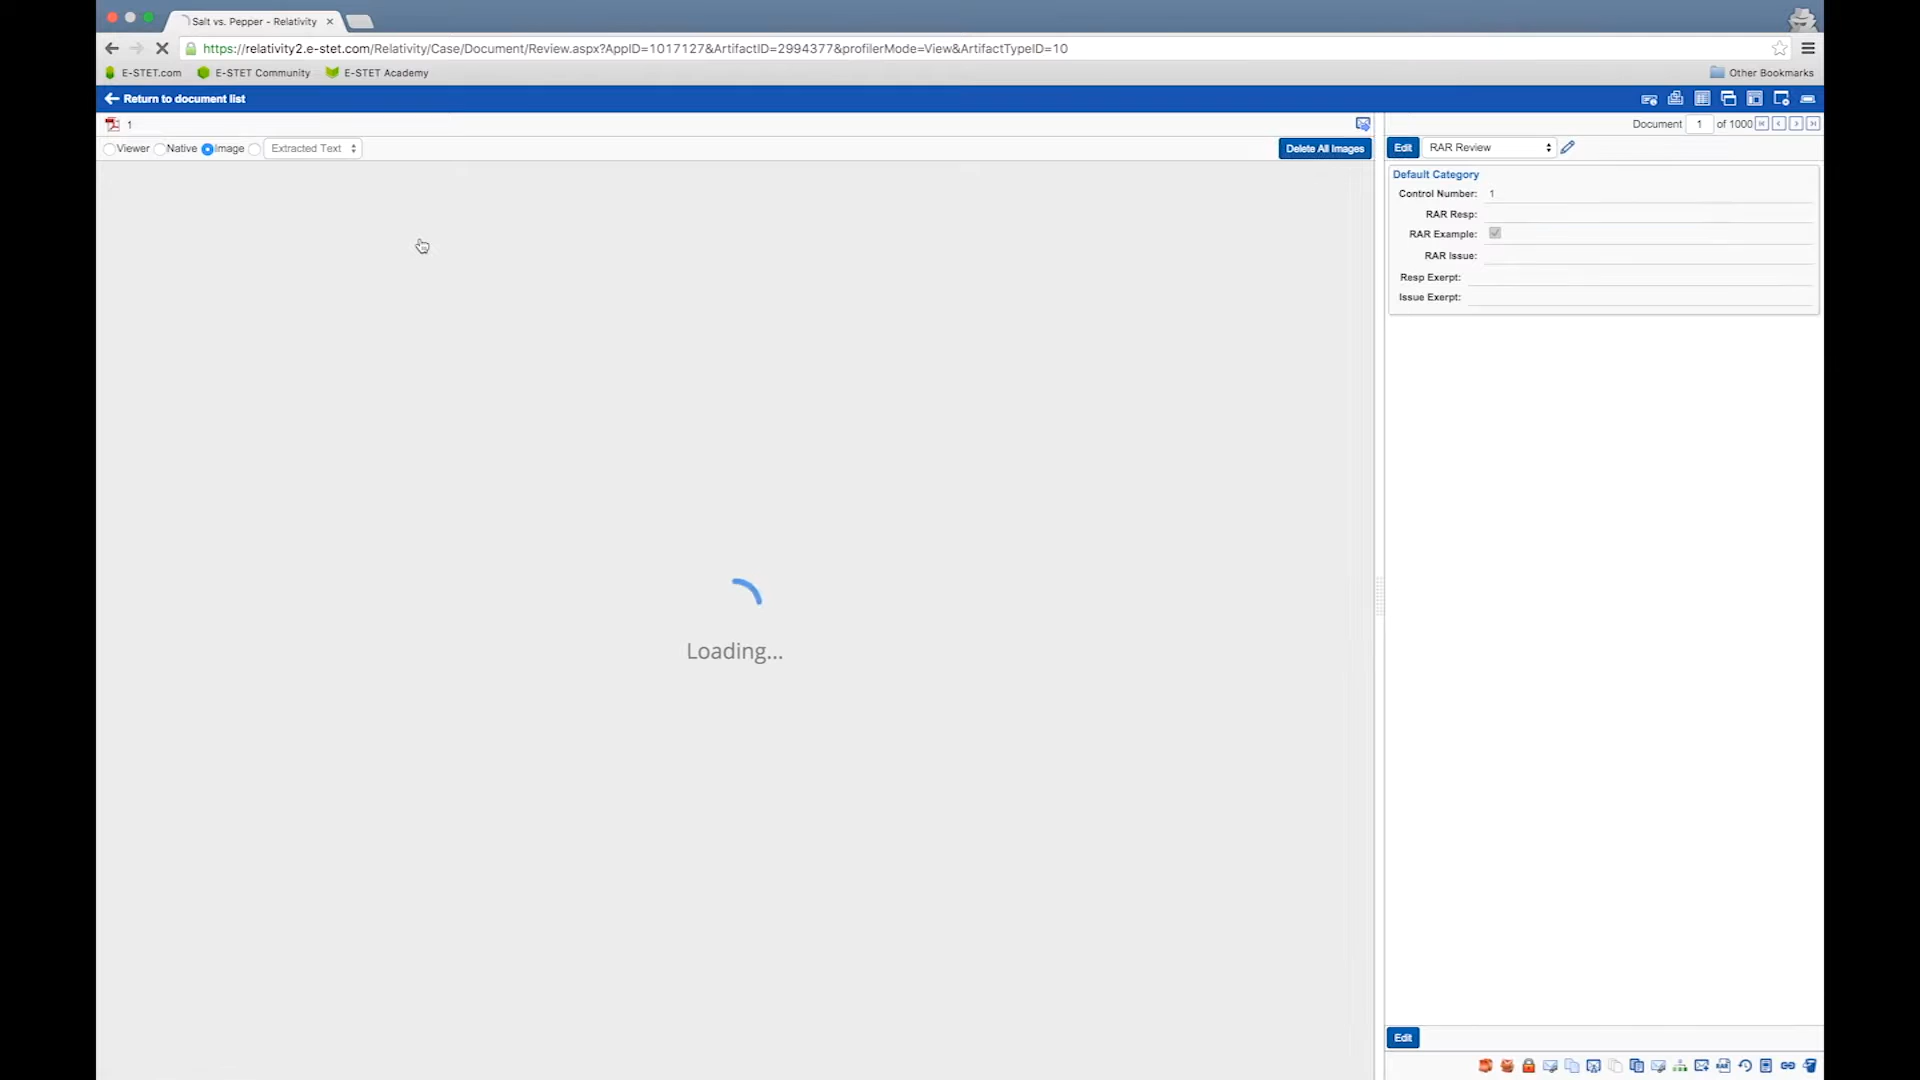 Salt vs. Pepper - Relativity
https://relativity2.e-stet.com/Relativity/Case/Document/Review.aspx?AppID=1017127&ArtifactID=2994377&profilerMode=View&ArtifactTypeID=10
E-STET.com E-STET Community E-STET Academy Other Bookmarks
Return to document list
1
Document 1 of 1000
Viewer Native Image Extracted Text Delete All Images
Edit RAR Review
Default Category
Control Number: 1
RAR Resp:
RAR Example:
RAR Issue:
Resp Exerpt:
Issue Exerpt:
Loading...
Edit